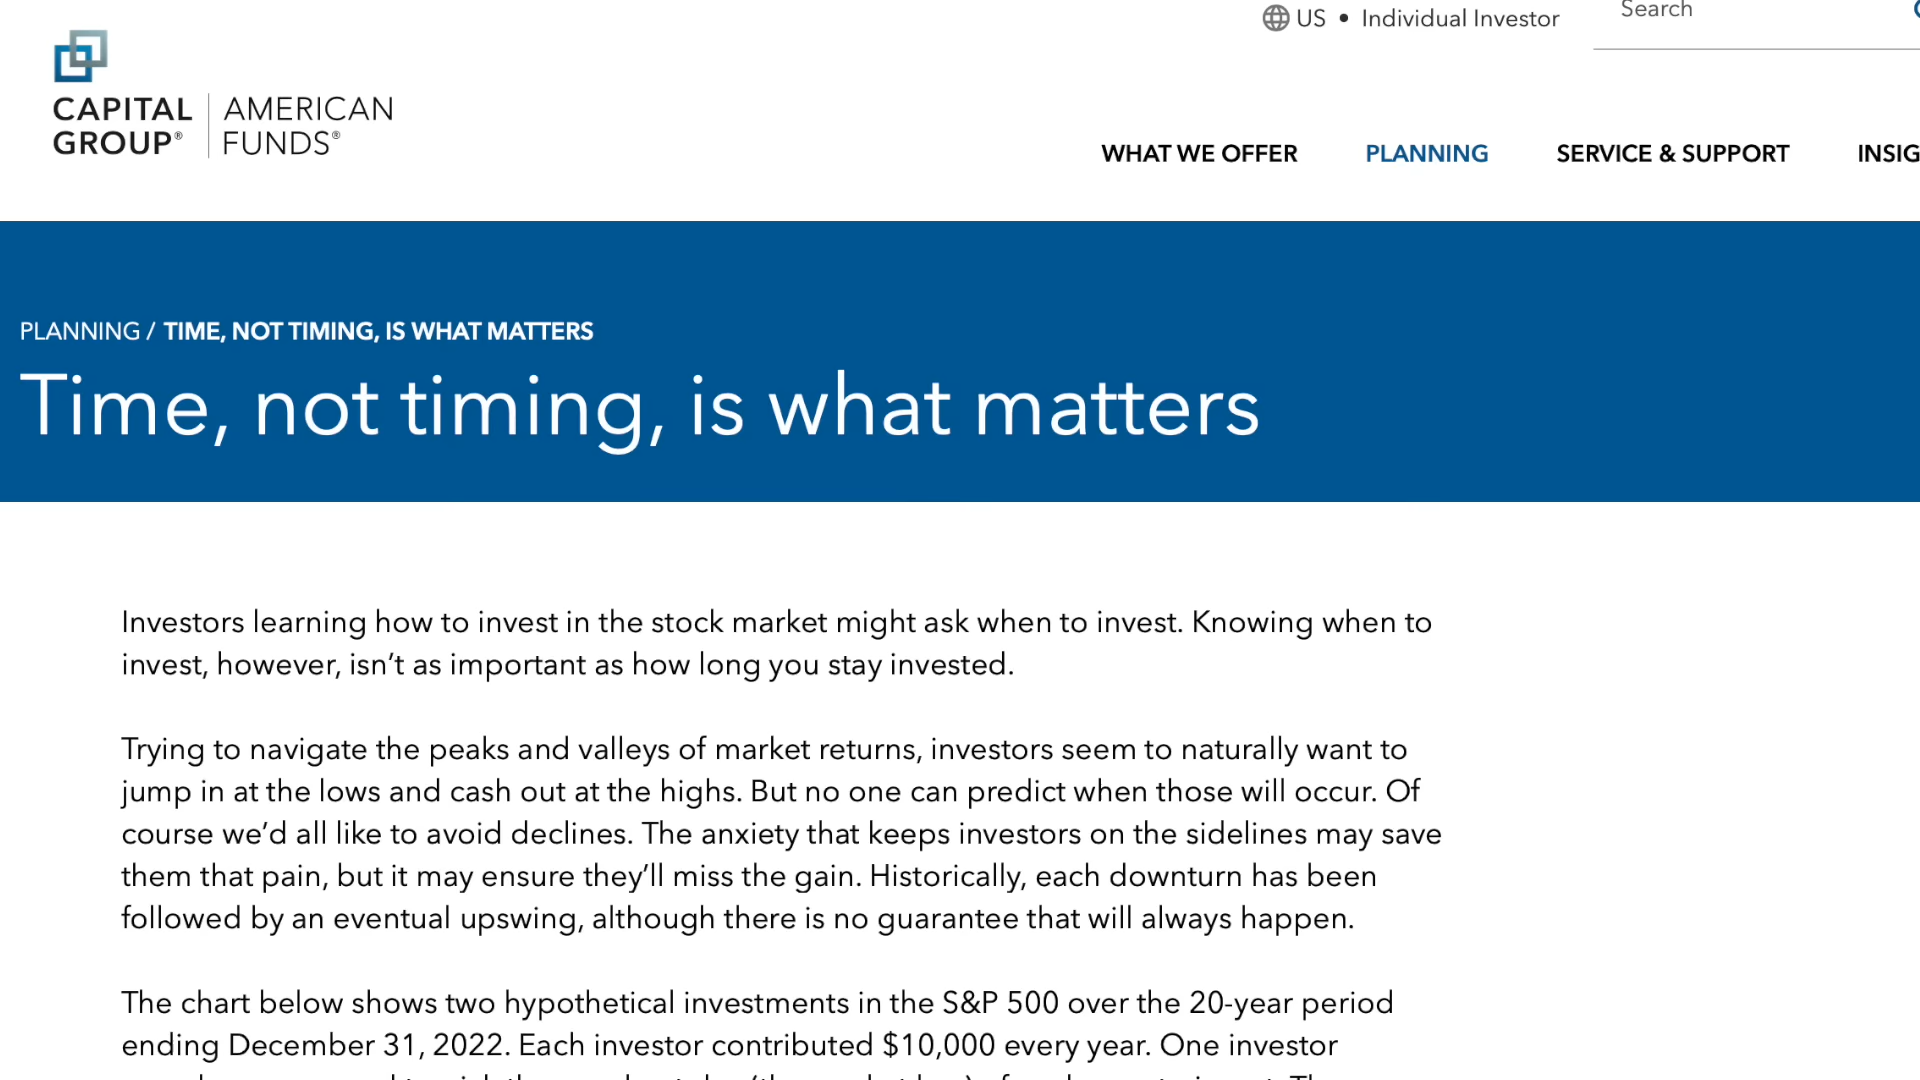 US • Individual Investor
Search
CAPITAL GROUP® | AMERICAN FUNDS®
WHAT WE OFFER
PLANNING
SERVICE & SUPPORT
PLANNING / TIME, NOT TIMING, IS WHAT MATTERS
Time, not timing, is what matters
Investors learning how to invest in the stock market might ask when to invest. Knowing when to
invest, however, isn’t as important as how long you stay invested.
Trying to navigate the peaks and valleys of market returns, investors seem to naturally want to
jump in at the lows and cash out at the highs. But no one can predict when those will occur. Of
course we’d all like to avoid declines. The anxiety that keeps investors on the sidelines may save
them that pain, but it may ensure they’ll miss the gain. Historically, each downturn has been
followed by an eventual upswing, although there is no guarantee that will always happen.
The chart below shows two hypothetical investments in the S&P 500 over the 20-year period
ending December 31, 2022. Each investor contributed $10,000 every year. One investor